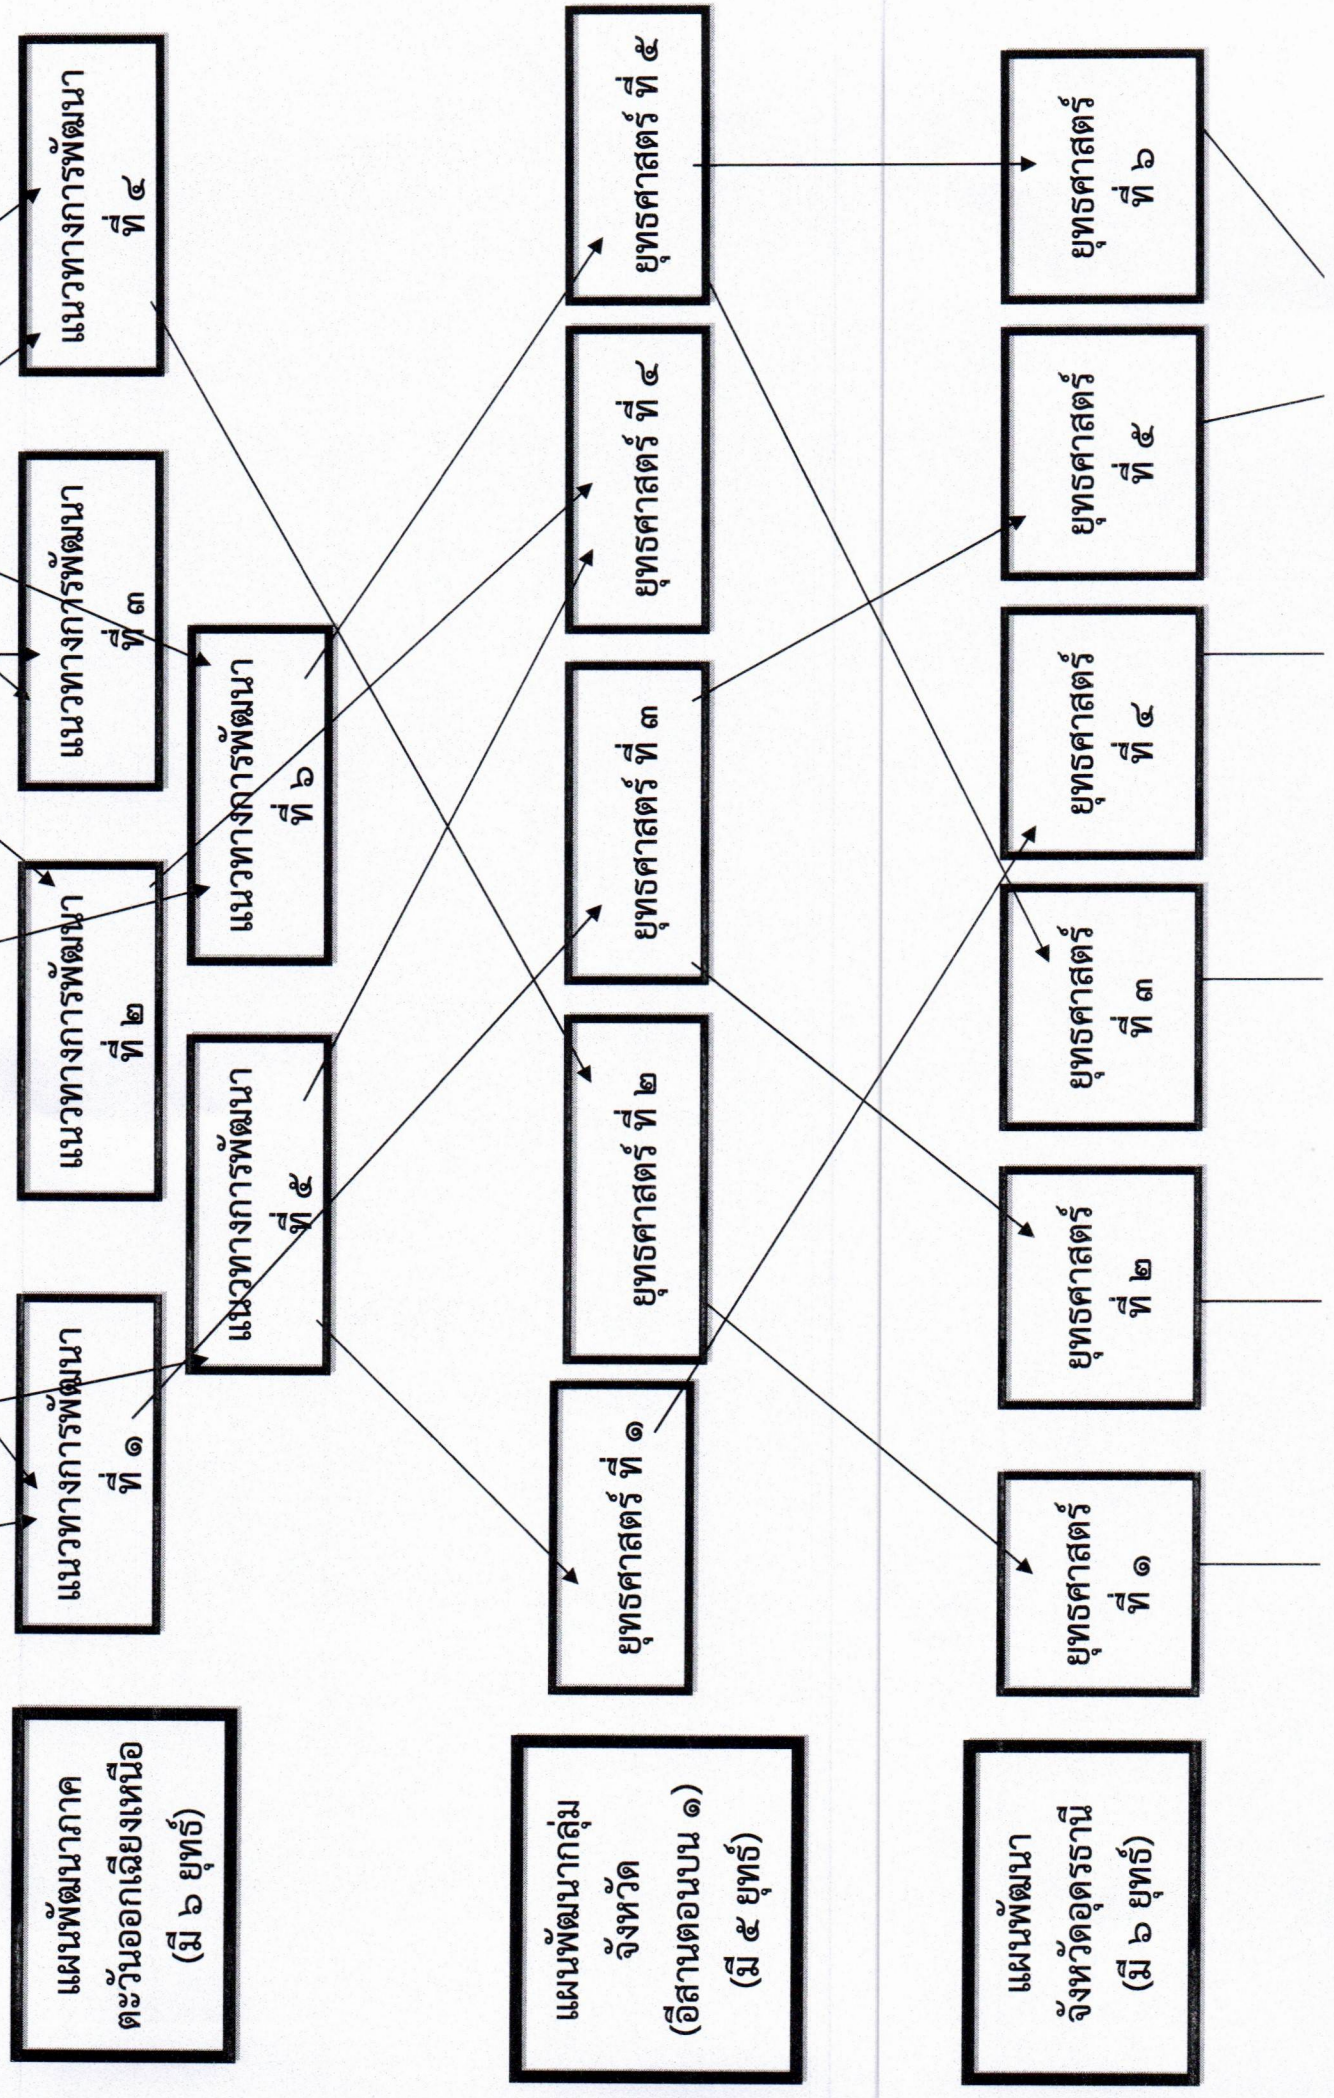 แผนพัฒนาภาค
ตะวันออกเฉียงเหนือ
(มี ๖ ยุทธ์)
แนวทางการพัฒนา
ที่ ๑
แนวทางการพัฒนา
ที่ ๒
แนวทางการพัฒนา
ที่ ๓
แนวทางการพัฒนา
ที่ ๔
แนวทางการพัฒนา
ที่ ๕
แนวทางการพัฒนา
ที่ ๖
แผนพัฒนากลุ่ม
จังหวัด
(อีสานตอนบน ๑)
(มี ๕ ยุทธ์)
ยุทธศาสตร์ ที่ ๑
ยุทธศาสตร์ ที่ ๒
ยุทธศาสตร์ ที่ ๓
ยุทธศาสตร์ ที่ ๔
ยุทธศาสตร์ ที่ ๕
แผนพัฒนา
จังหวัดอุดรธานี
(มี ๖ ยุทธ์)
ยุทธศาสตร์
ที่ ๑
ยุทธศาสตร์
ที่ ๒
ยุทธศาสตร์
ที่ ๓
ยุทธศาสตร์
ที่ ๔
ยุทธศาสตร์
ที่ ๕
ยุทธศาสตร์
ที่ ๖